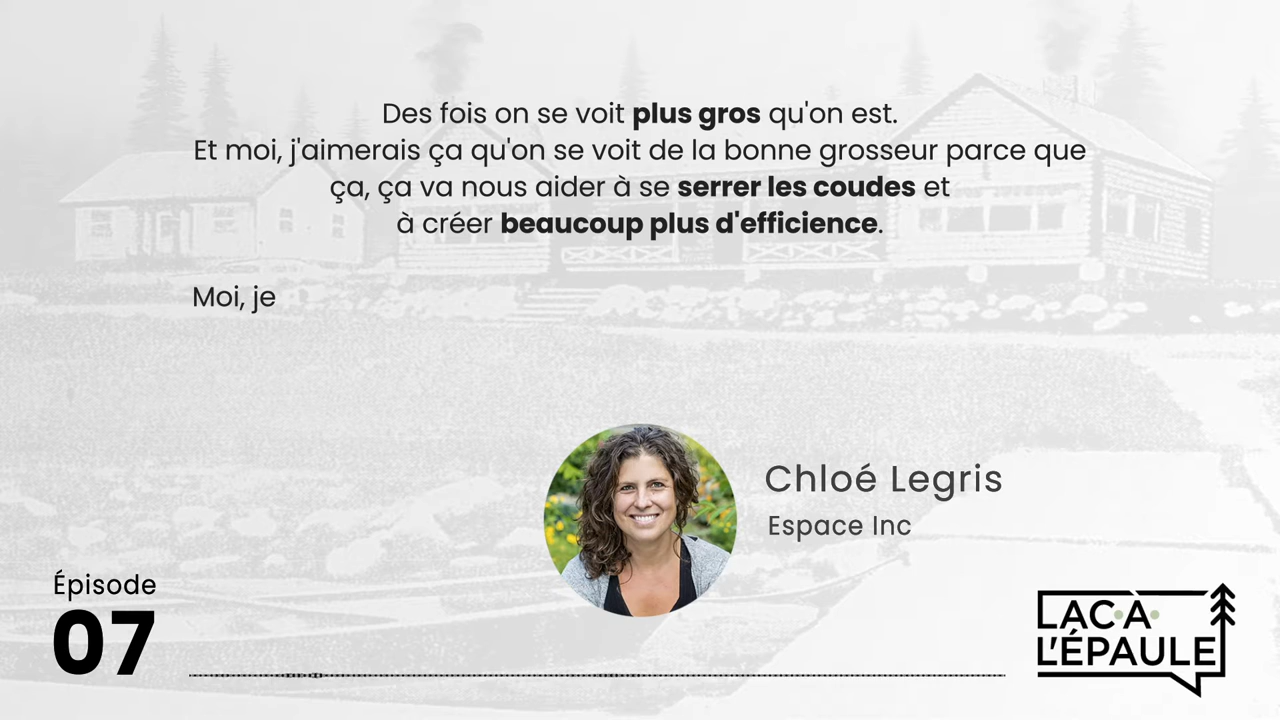 Des fois on se voit plus gros qu'on est.
Et moi, j'aimerais ça qu'on se voit de la bonne grosseur parce que
ça, ça va nous aider à se serrer les coudes et
à créer beaucoup plus d'efficience.
Moi, je
Chloé Legris
Espace Inc
Épisode
07
LAC·À·
L'ÉPAULE